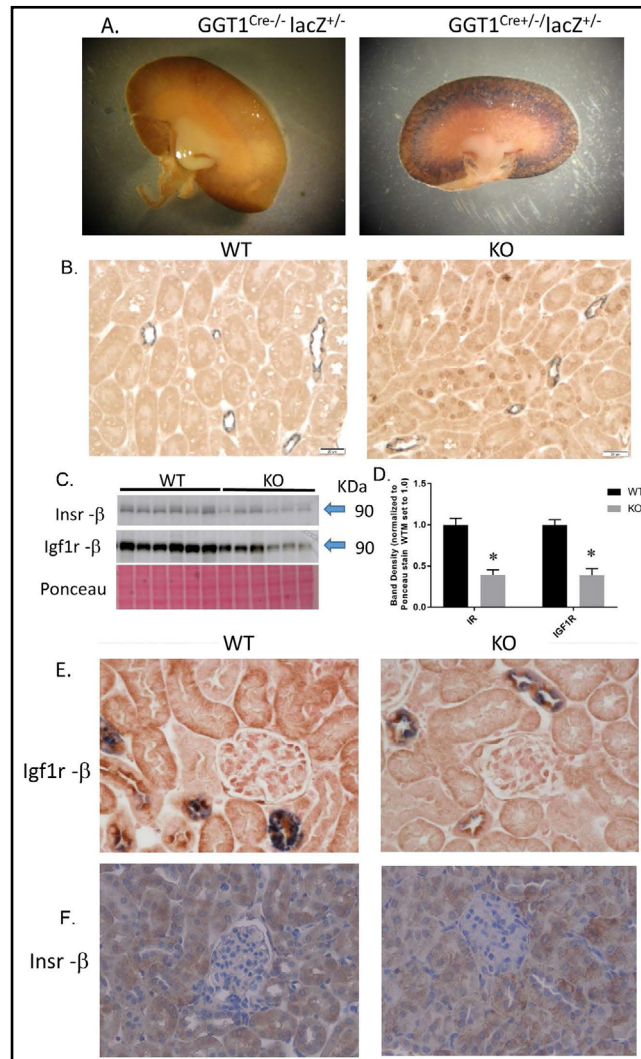 A. GGT1Cre-/- lacZ+/- GGT1Cre+/-/lacZ+/-
WT KO
B.
C. WT KO KDa
Insr -β 90
Igf1r -β 90
Ponceau
D.
Band Density (normalized to
Ponceau stain WTM set to 1.0)
1.5
1.0
0.5
0.0
* *
IR IGF1R
WT
KO
WT KO
E.
Igf1r -β
F.
Insr -β